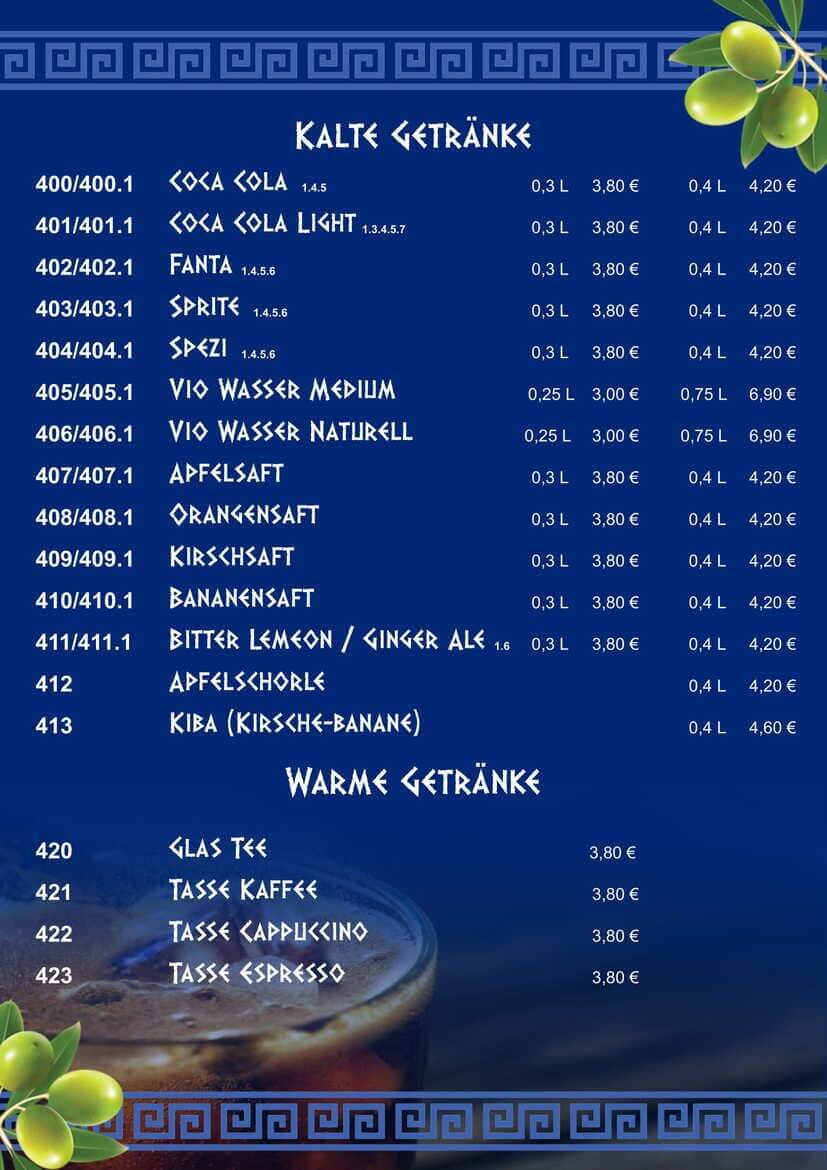 Kalte Getränke
400/400.1 Coca Cola 1.4.5 0,3 L 3,80 € 0,4 L 4,20 €
401/401.1 Coca Cola Light 1.3.4.5.7 0,3 L 3,80 € 0,4 L 4,20 €
402/402.1 Fanta 1.4.5.6 0,3 L 3,80 € 0,4 L 4,20 €
403/403.1 Sprite 1.4.5.6 0,3 L 3,80 € 0,4 L 4,20 €
404/404.1 Spezi 1.4.5.6 0,3 L 3,80 € 0,4 L 4,20 €
405/405.1 Vio Wasser Medium 0,25 L 3,00 € 0,75 L 6,90 €
406/406.1 Vio Wasser Naturell 0,25 L 3,00 € 0,75 L 6,90 €
407/407.1 Apfelsaft 0,3 L 3,80 € 0,4 L 4,20 €
408/408.1 Orangensaft 0,3 L 3,80 € 0,4 L 4,20 €
409/409.1 Kirschsaft 0,3 L 3,80 € 0,4 L 4,20 €
410/410.1 Bananensaft 0,3 L 3,80 € 0,4 L 4,20 €
411/411.1 Bitter Lemeon / Ginger Ale 1.6 0,3 L 3,80 € 0,4 L 4,20 €
412 Apfelschorle 0,4 L 4,20 €
413 Kiba (Kirsche-banane) 0,4 L 4,60 €
Warme Getränke
420 Glas Tee 3,80 €
421 Tasse Kaffee 3,80 €
422 Tasse Cappuccino 3,80 €
423 Tasse Espresso 3,80 €